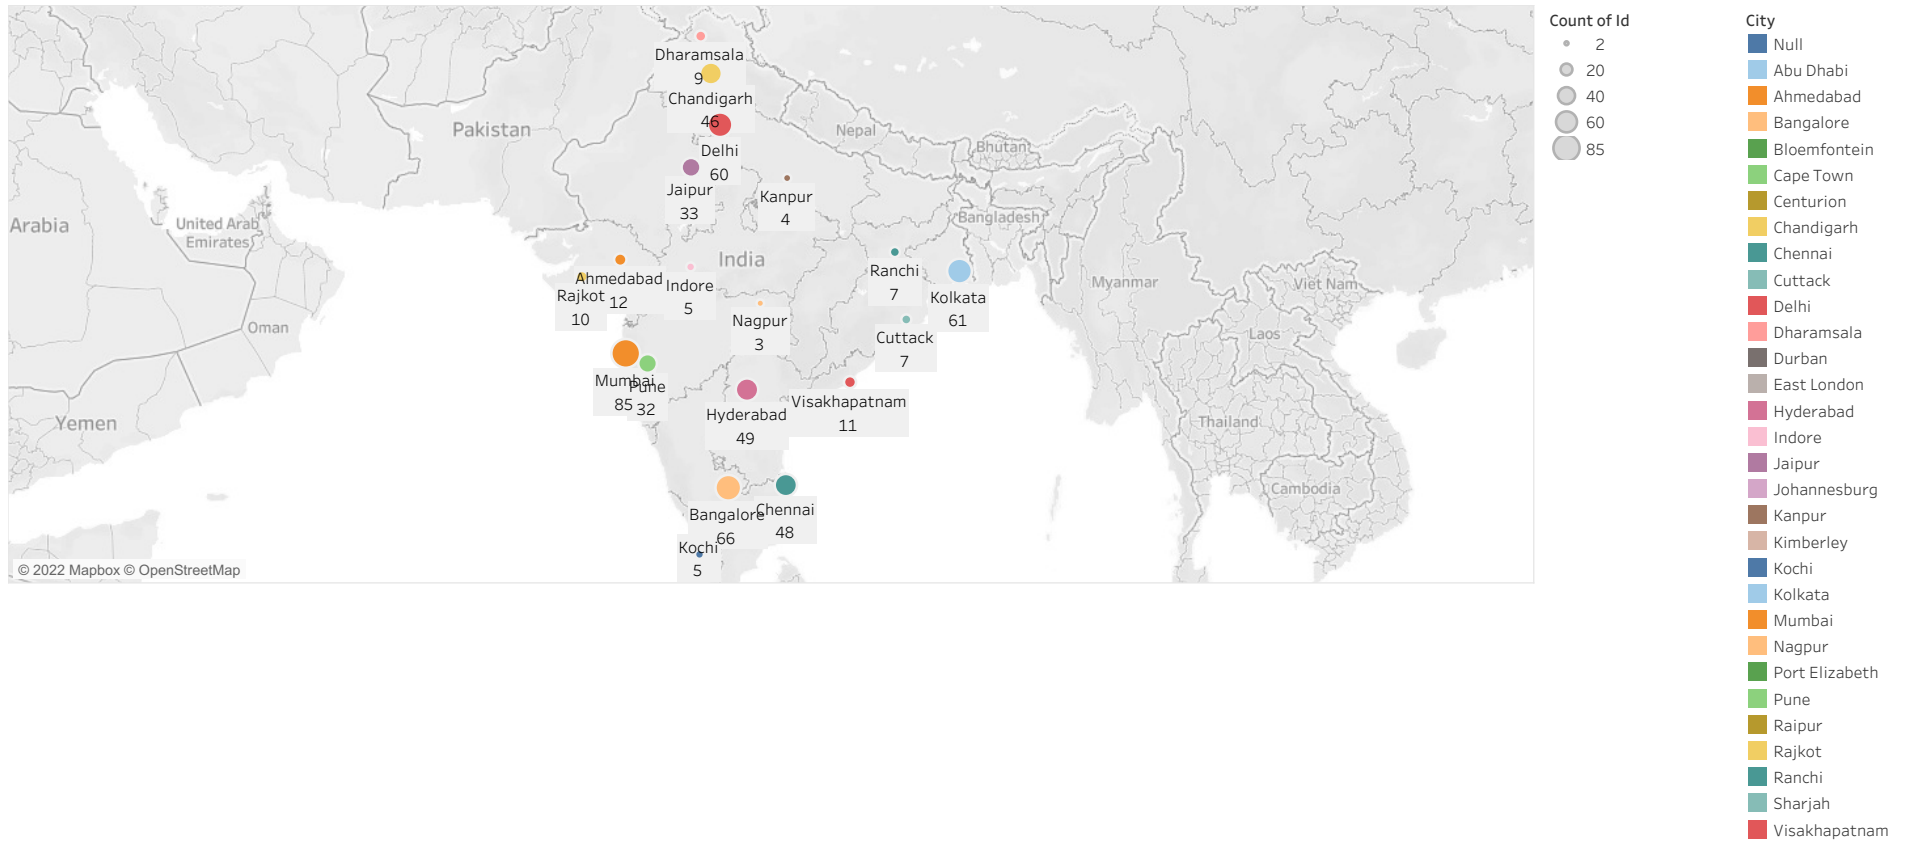 Dharamsala
9
Chandigarh
46
Pakistan
Nepal
Delhi
60
Bhutan
Jaipur
33
Kanpur
4
Arabia
United Arab
Emirates
Bangladesh
India
Ahmedabad
12
Rajkot
10
Indore
5
Ranchi
7
Kolkata
61
Myanmar
Viet Nam
Oman
Nagpur
3
Cuttack
7
Laos
Mumbai
85
Pune
32
Hyderabad
49
Visakhapatnam
11
Yemen
Thailand
Cambodia
Bangalore
66
Chennai
48
Kochi
5
© 2022 Mapbox © OpenStreetMap
Count of Id
2
20
40
60
85
City
Null
Abu Dhabi
Ahmedabad
Bangalore
Bloemfontein
Cape Town
Centurion
Chandigarh
Chennai
Cuttack
Delhi
Dharamsala
Durban
East London
Hyderabad
Indore
Jaipur
Johannesburg
Kanpur
Kimberley
Kochi
Kolkata
Mumbai
Nagpur
Port Elizabeth
Pune
Raipur
Rajkot
Ranchi
Sharjah
Visakhapatnam